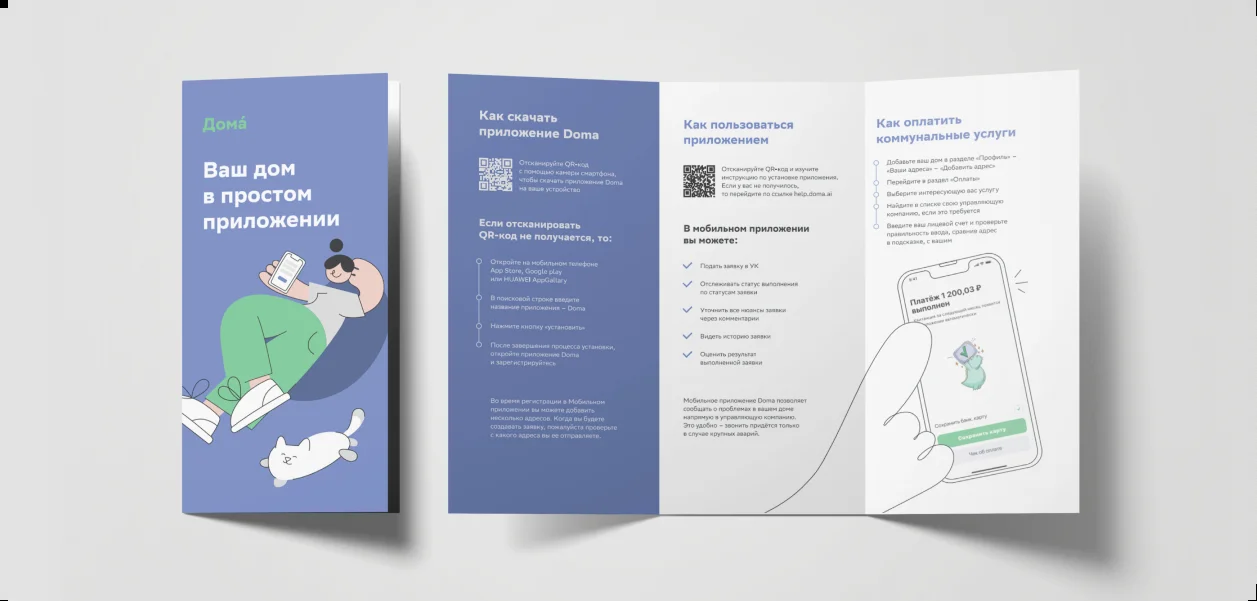 Дома́
Ваш дом
в простом
приложении
Как скачать
приложение Doma
Отсканируйте QR-код
с помощью камеры смартфона,
чтобы скачать приложение Doma
на ваше устройство
Если отсканировать
QR-код не получается, то:
Откройте на мобильном телефоне
App Store, Google play
или HUAWEI AppGallary
В поисковой строке введите
название приложения – Doma
Нажмите кнопку «установить»
После завершения процесса установки,
откройте приложение Doma
и зарегистрируйтесь
Во время регистрации в Мобильном
приложении вы можете добавить
несколько адресов. Когда вы будете
создавать заявку, пожалуйста проверьте
с какого адреса вы её отправляете.
Как пользоваться
приложением
Отсканируйте QR-код и изучите
инструкцию по установке приложения.
Если у вас не получилось,
то перейдите по ссылке help.doma.ai
В мобильном приложении
вы можете:
Подать заявку в УК
Отслеживать статус выполнения
по статусам заявки
Уточнить все нюансы заявки
через комментарии
Видеть историю заявки
Оценить результат
выполненной заявки
Мобильное приложение Doma позволяет
сообщать о проблемах в вашем доме
напрямую в управляющую компанию.
Это удобно – звонить придётся только
в случае крупных аварий.
Как оплатить
коммунальные услуги
Добавьте ваш дом в разделе «Профиль» –
«Ваши адреса» – «Добавить адрес»
Перейдите в раздел «Оплаты»
Выберите интересующую вас услугу
Найдите в списке свою управляющую
компанию, если это требуется
Введите ваш лицевой счет и проверьте
правильность ввода, сравнив адрес
в подсказке, с вашим
9:41
Платёж 1 200,03 ₽
выполнен
Сохранить банк. карту
Сохранить карту
Чек об оплате